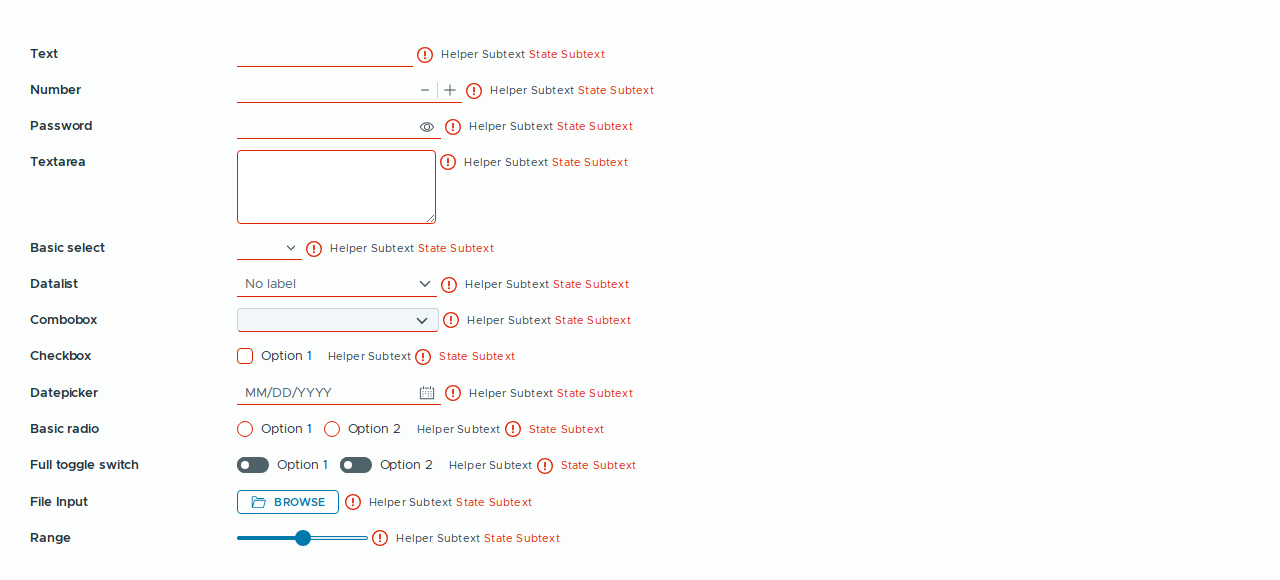 Text Helper Subtext State Subtext
Number Helper Subtext State Subtext
Password Helper Subtext State Subtext
Textarea Helper Subtext State Subtext
Basic select Helper Subtext State Subtext
Datalist No label Helper Subtext State Subtext
Combobox Helper Subtext State Subtext
Checkbox Option 1 Helper Subtext State Subtext
Datepicker MM/DD/YYYY Helper Subtext State Subtext
Basic radio Option 1 Option 2 Helper Subtext State Subtext
Full toggle switch Option 1 Option 2 Helper Subtext State Subtext
File Input BROWSE Helper Subtext State Subtext
Range Helper Subtext State Subtext